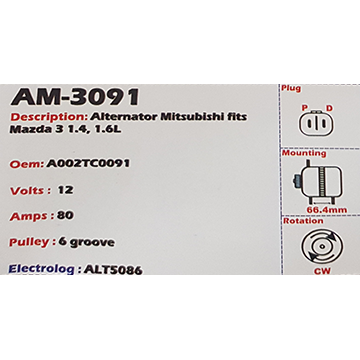 AM-3091
Description: Alternator Mitsubishi fits
Mazda 3 1.4, 1.6L
Oem: A002TC0091
Volts : 12
Amps : 80
Pulley : 6 groove
Electrolog : ALT5086
Plug
P D
Mounting
66.4mm
Rotation
CW